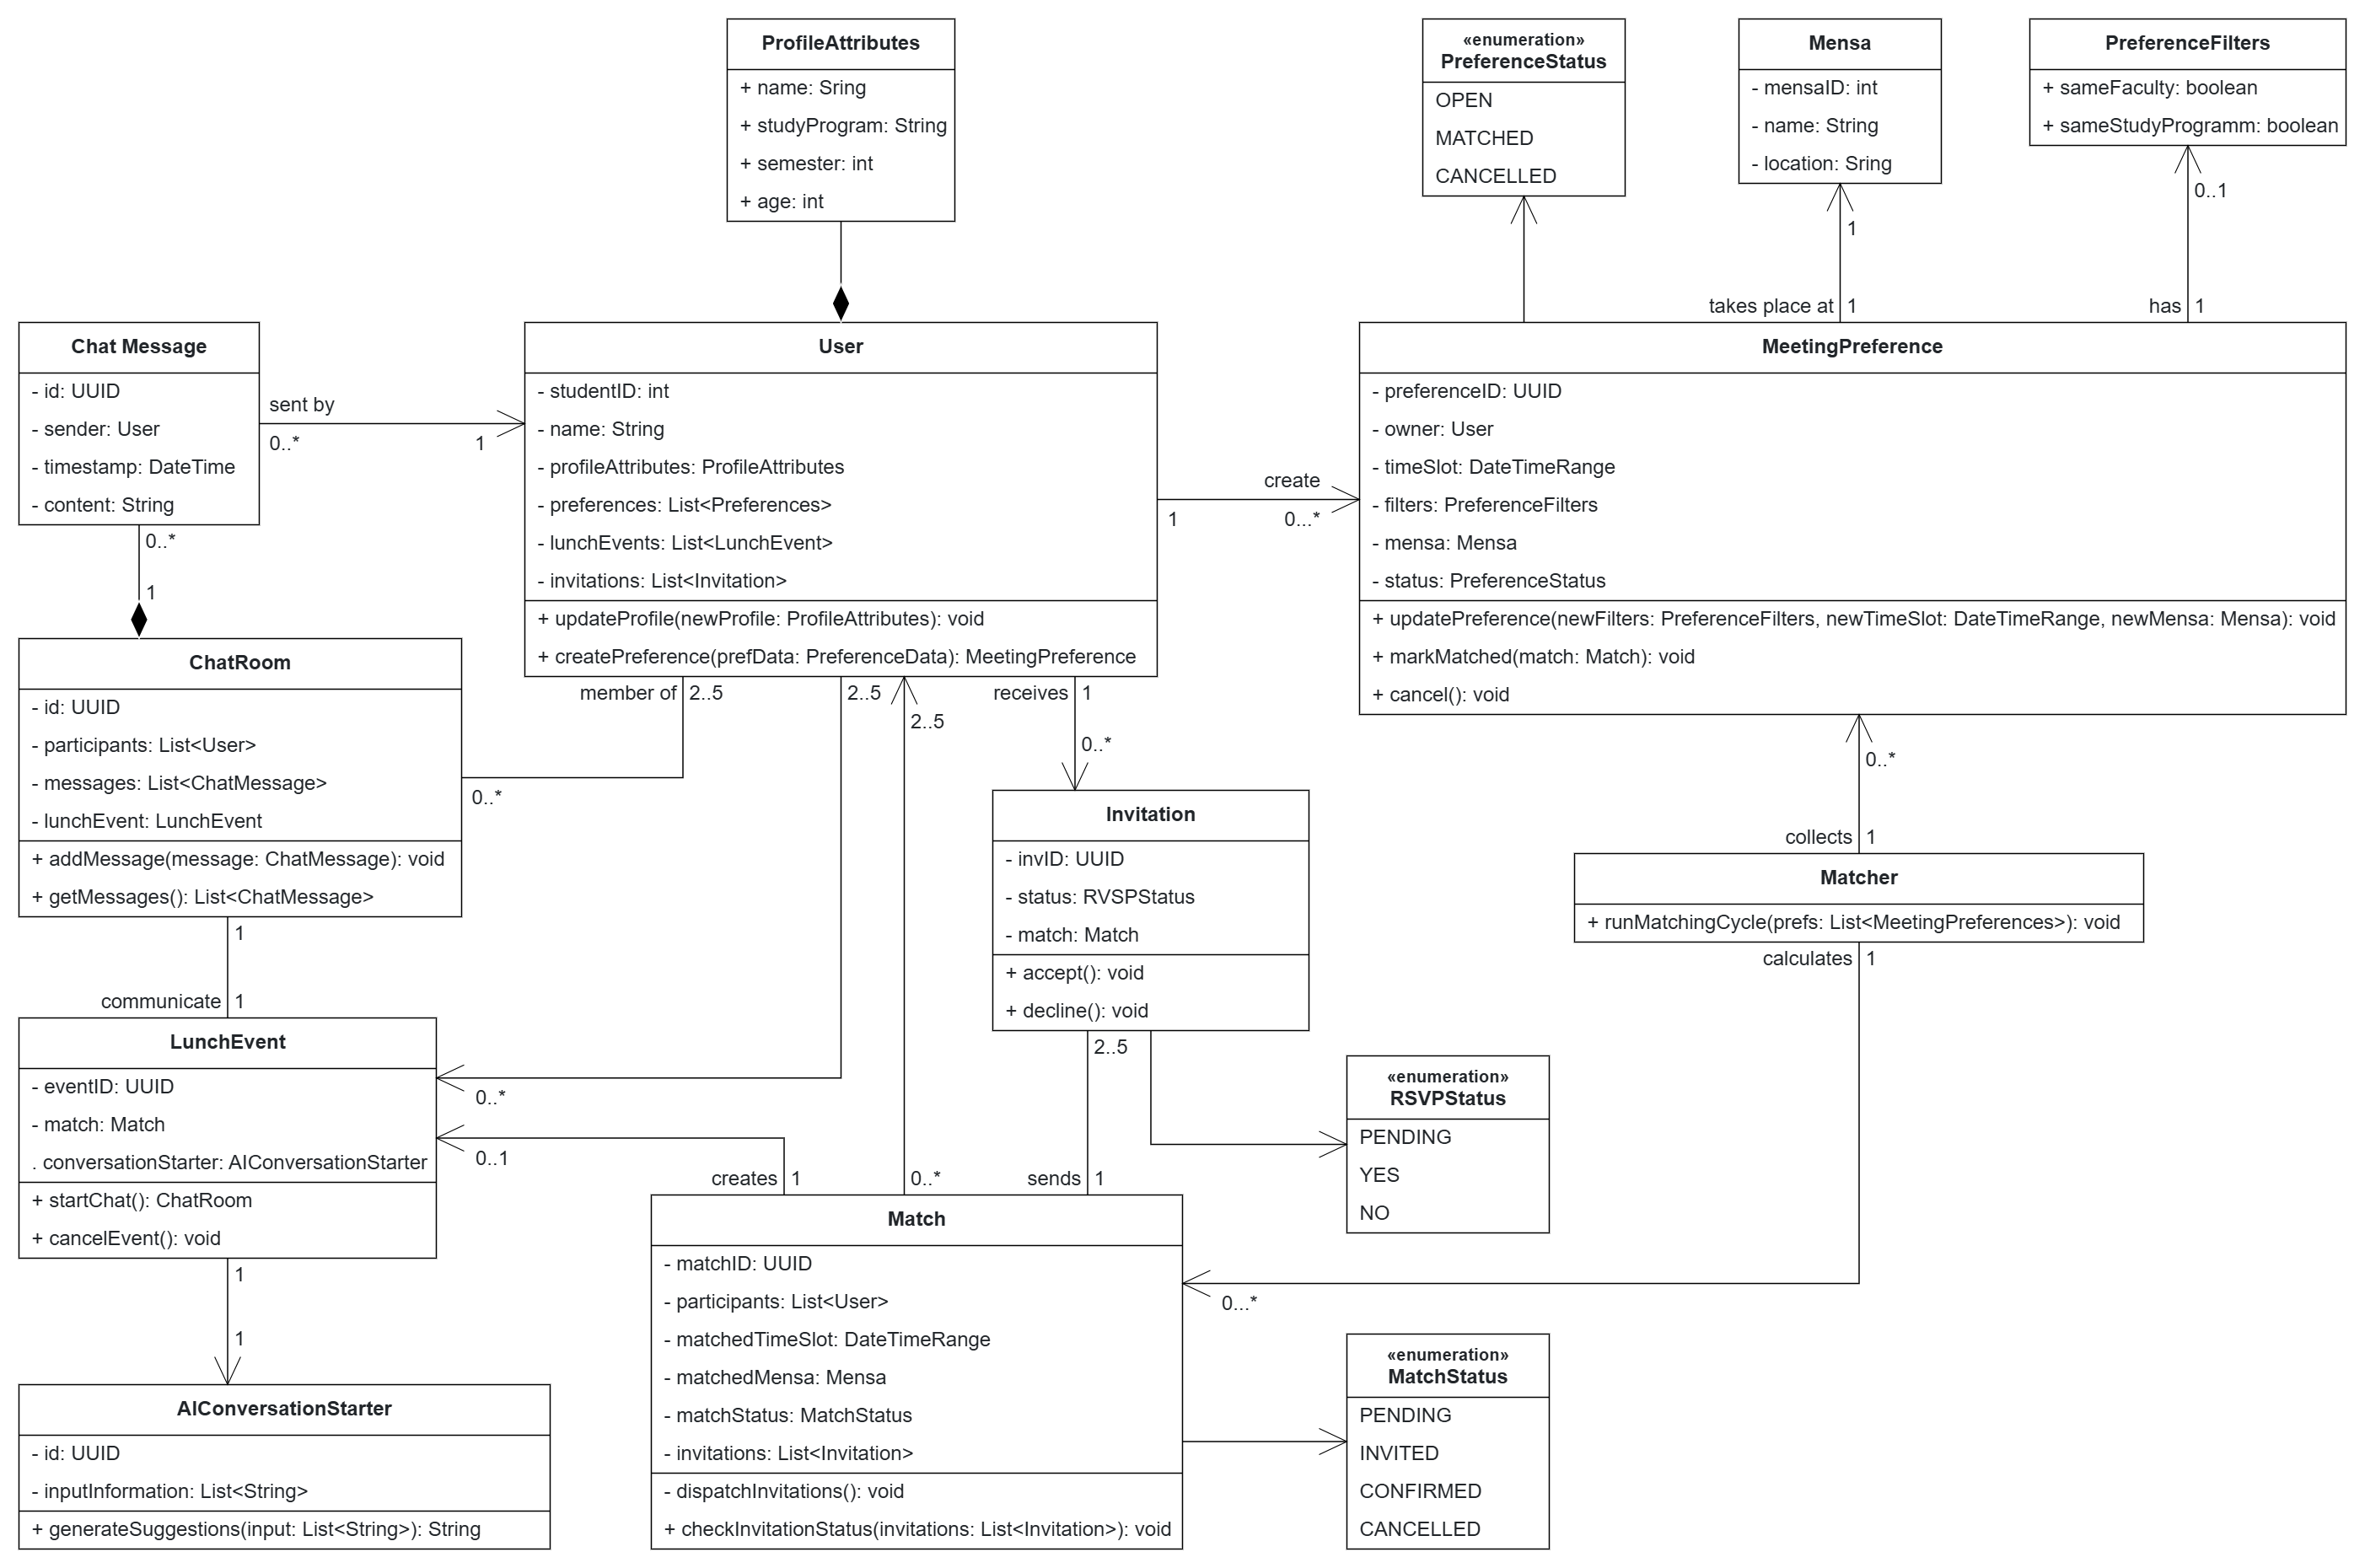 ProfileAttributes
+ name: Sring
+ studyProgram: String
+ semester: int
+ age: int
«enumeration»
PreferenceStatus
OPEN
MATCHED
CANCELLED
Mensa
- mensaID: int
- name: String
- location: Sring
1
takes place at 1
PreferenceFilters
+ sameFaculty: boolean
+ sameStudyProgramm: boolean
0..1
has 1
Chat Message
- id: UUID
- sender: User
- timestamp: DateTime
- content: String
sent by
0..*
1
0..*
1
User
- studentID: int
- name: String
- profileAttributes: ProfileAttributes
- preferences: List<Preferences>
- lunchEvents: List<LunchEvent>
- invitations: List<Invitation>
+ updateProfile(newProfile: ProfileAttributes): void
+ createPreference(prefData: PreferenceData): MeetingPreference
create
1
0...*
MeetingPreference
- preferenceID: UUID
- owner: User
- timeSlot: DateTimeRange
- filters: PreferenceFilters
- mensa: Mensa
- status: PreferenceStatus
+ updatePreference(newFilters: PreferenceFilters, newTimeSlot: DateTimeRange, newMensa: Mensa): void
+ markMatched(match: Match): void
+ cancel(): void
member of 2..5
2..5
2..5
receives 1
0..*
ChatRoom
- id: UUID
- participants: List<User>
- messages: List<ChatMessage>
- lunchEvent: LunchEvent
+ addMessage(message: ChatMessage): void
+ getMessages(): List<ChatMessage>
0..*
1
communicate 1
Invitation
- invID: UUID
- status: RVSPStatus
- match: Match
+ accept(): void
+ decline(): void
2..5
0..*
collects 1
Matcher
+ runMatchingCycle(prefs: List<MeetingPreferences>): void
calculates 1
LunchEvent
- eventID: UUID
- match: Match
. conversationStarter: AIConversationStarter
+ startChat(): ChatRoom
+ cancelEvent(): void
0..*
0..1
1
1
«enumeration»
RSVPStatus
PENDING
YES
NO
creates 1
0..*
sends 1
Match
- matchID: UUID
- participants: List<User>
- matchedTimeSlot: DateTimeRange
- matchedMensa: Mensa
- matchStatus: MatchStatus
- invitations: List<Invitation>
- dispatchInvitations(): void
+ checkInvitationStatus(invitations: List<Invitation>): void
0...*
«enumeration»
MatchStatus
PENDING
INVITED
CONFIRMED
CANCELLED
AIConversationStarter
- id: UUID
- inputInformation: List<String>
+ generateSuggestions(input: List<String>): String